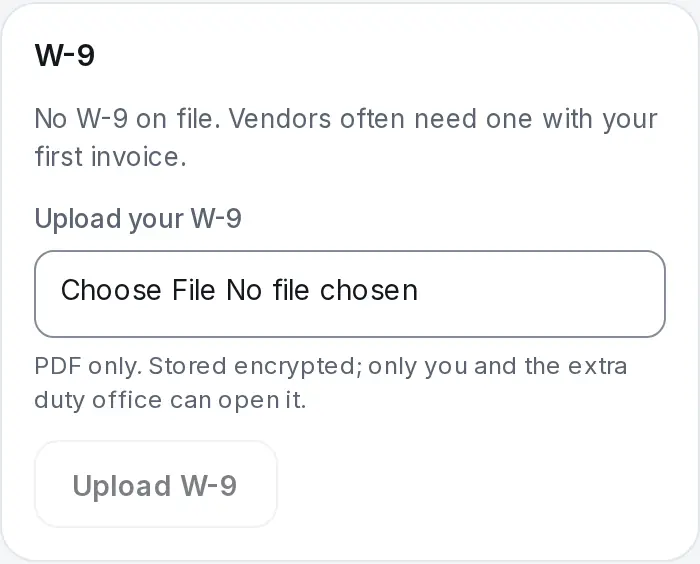 W-9
No W-9 on file. Vendors often need one with your
first invoice.
Upload your W-9
Choose File No file chosen
PDF only. Stored encrypted; only you and the extra
duty office can open it.
Upload W-9